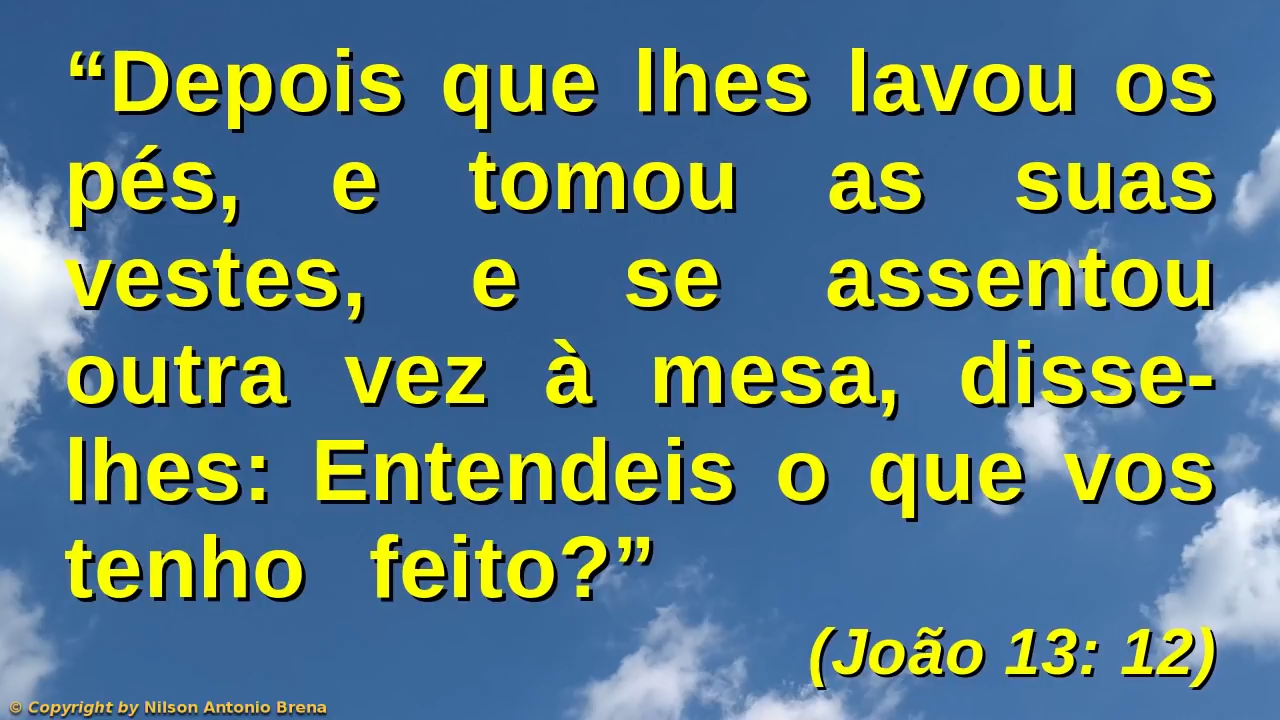 “Depois que lhes lavou os
pés, e tomou as suas
vestes, e se assentou
outra vez à mesa, disse-
lhes: Entendeis o que vos
tenho feito?”
(João 13: 12)
© Copyright by Nilson Antonio Brena